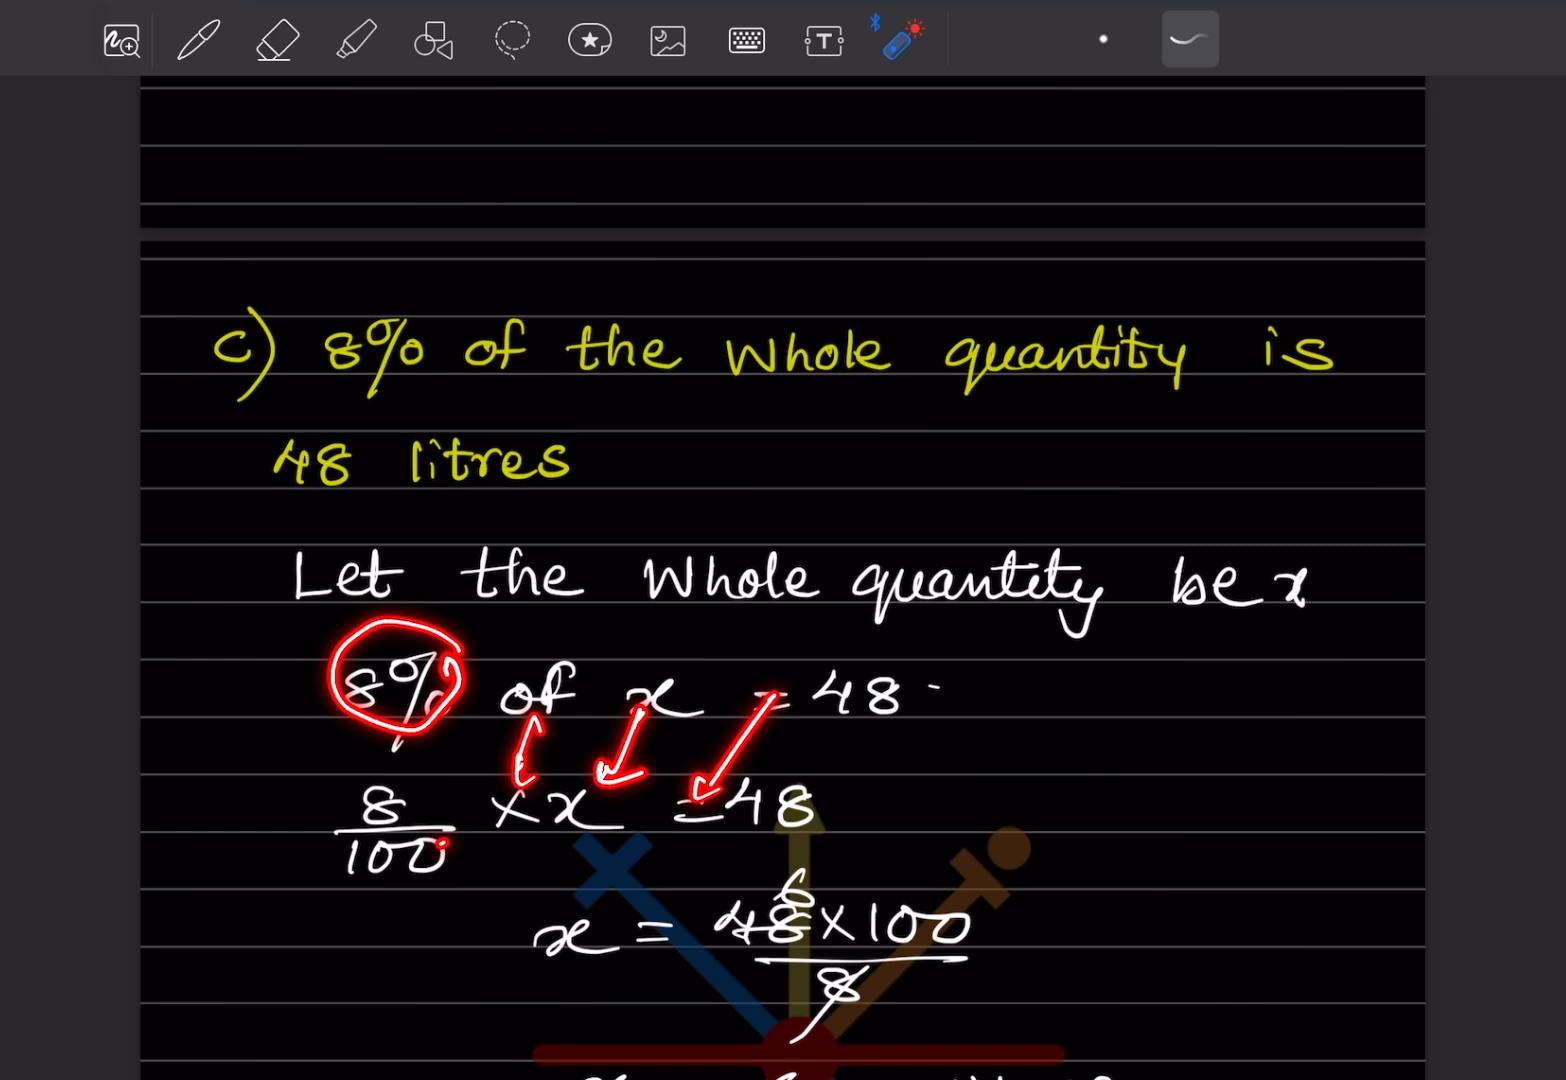 c) 8% of the whole quantity is
48 litres
Let the whole quantity be x
8% of x = 48
8/100 × x = 48
x = 48 × 100 / 8
6